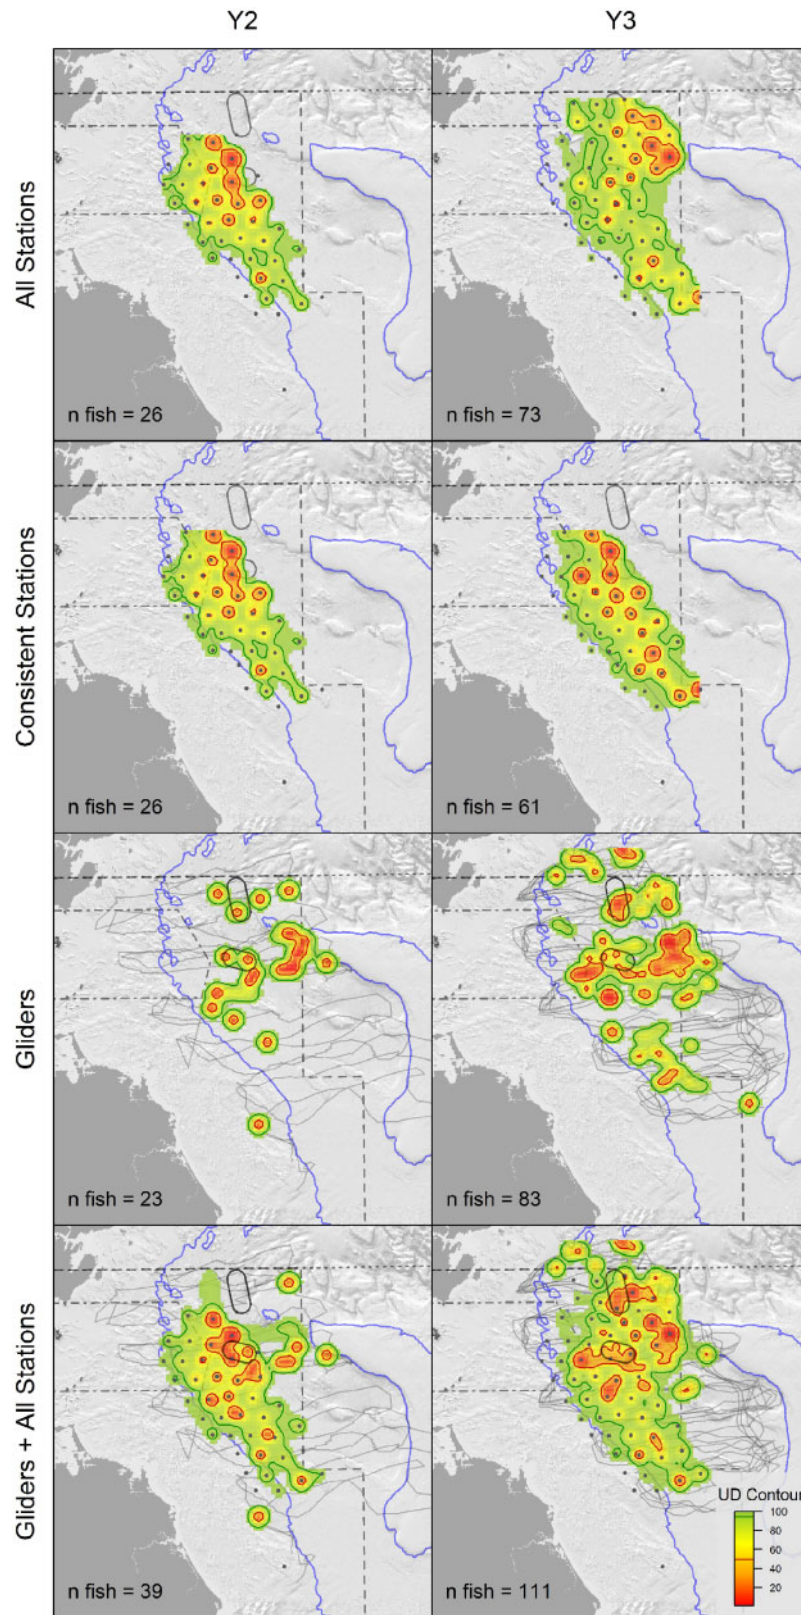 Y2
Y3
All Stations
n fish = 26
n fish = 73
Consistent Stations
n fish = 26
n fish = 61
Gliders
n fish = 23
n fish = 83
Gliders + All Stations
n fish = 39
n fish = 111
UD Contour
100
80
60
40
20